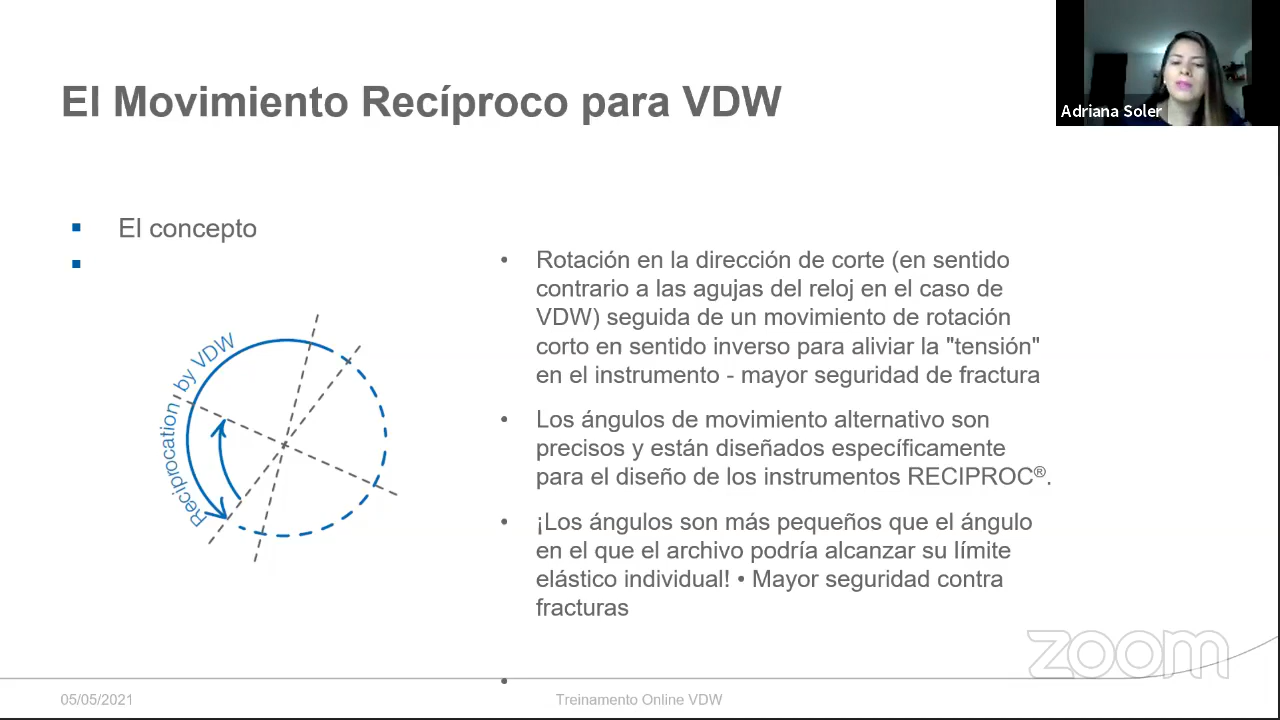 El Movimiento Recíproco para VDW
Adriana Soler
El concepto
Reciprocation by VDW
Rotación en la dirección de corte (en sentido
contrario a las agujas del reloj en el caso de
VDW) seguida de un movimiento de rotación
corto en sentido inverso para aliviar la "tensión"
en el instrumento - mayor seguridad de fractura
Los ángulos de movimiento alternativo son
precisos y están diseñados específicamente
para el diseño de los instrumentos RECIPROC®.
¡Los ángulos son más pequeños que el ángulo
en el que el archivo podría alcanzar su límite
elástico individual! • Mayor seguridad contra
fracturas
zoom
05/05/2021
Treinamento Online VDW